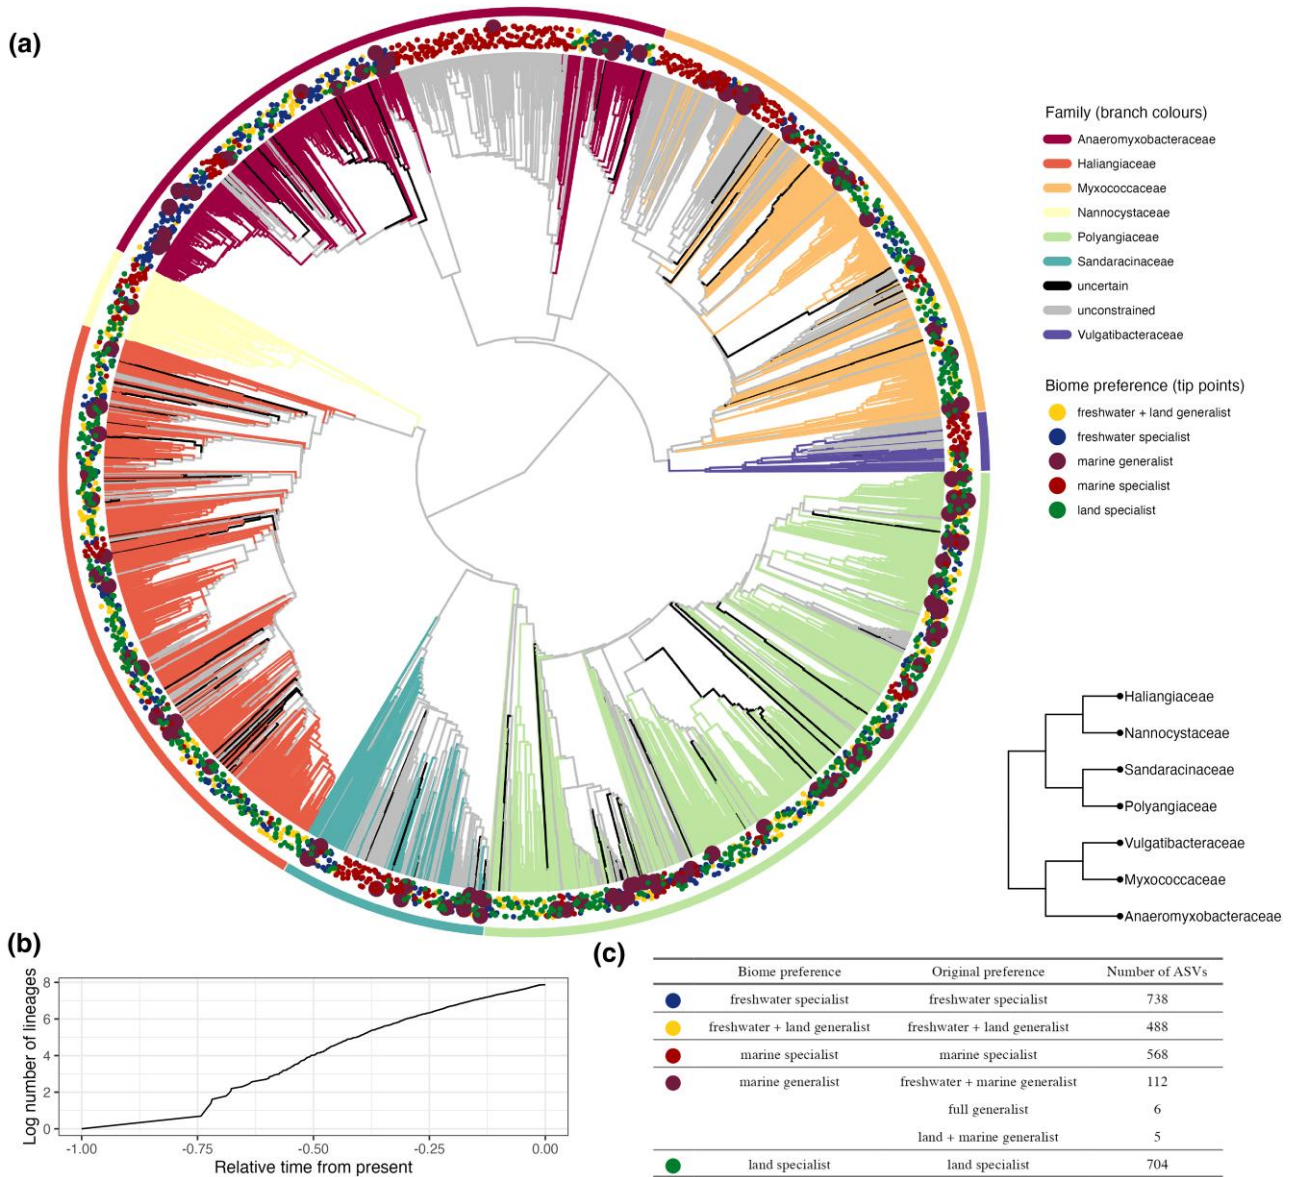 (a)
Family (branch colours)
Anaeromyxobacteraceae
Haliangiaceae
Myxococcaceae
Nannocystaceae
Polyangiaceae
Sandaracinaceae
uncertain
unconstrained
Vulgatibacteraceae
Biome preference (tip points)
freshwater + land generalist
freshwater specialist
marine generalist
marine specialist
land specialist
Haliangiaceae
Nannocystaceae
Sandaracinaceae
Polyangiaceae
Vulgatibacteraceae
Myxococcaceae
Anaeromyxobacteraceae
(b)
Log number of lineages
8
6
4
2
0
-1.00 -0.75 -0.50 -0.25 0.00
Relative time from present
(c)
Biome preference Original preference Number of ASVs
freshwater specialist freshwater specialist 738
freshwater + land generalist freshwater + land generalist 488
marine specialist marine specialist 568
marine generalist freshwater + marine generalist 112
full generalist 6
land + marine generalist 5
land specialist land specialist 704